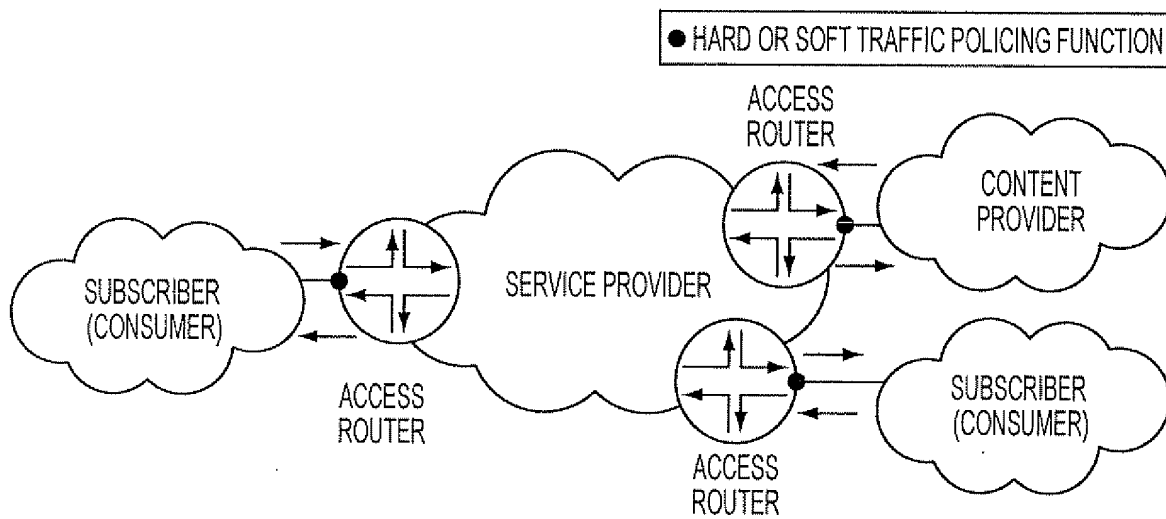 ● HARD OR SOFT TRAFFIC POLICING FUNCTION
ACCESS
ROUTER
CONTENT
PROVIDER
SERVICE PROVIDER
SUBSCRIBER
(CONSUMER)
ACCESS
ROUTER
SUBSCRIBER
(CONSUMER)
ACCESS
ROUTER